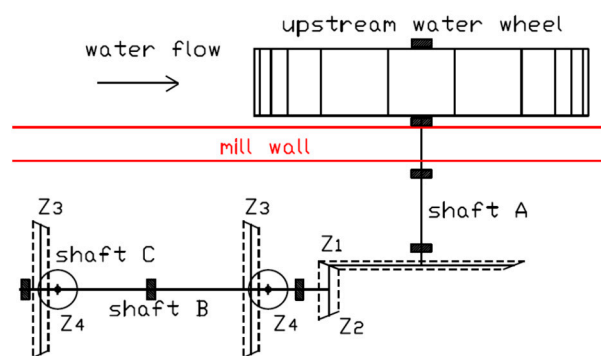 upstream water wheel
water flow
mill wall
shaft A
Z3
Z3
Z1
shaft C
Z4
shaft B
Z4
Z2